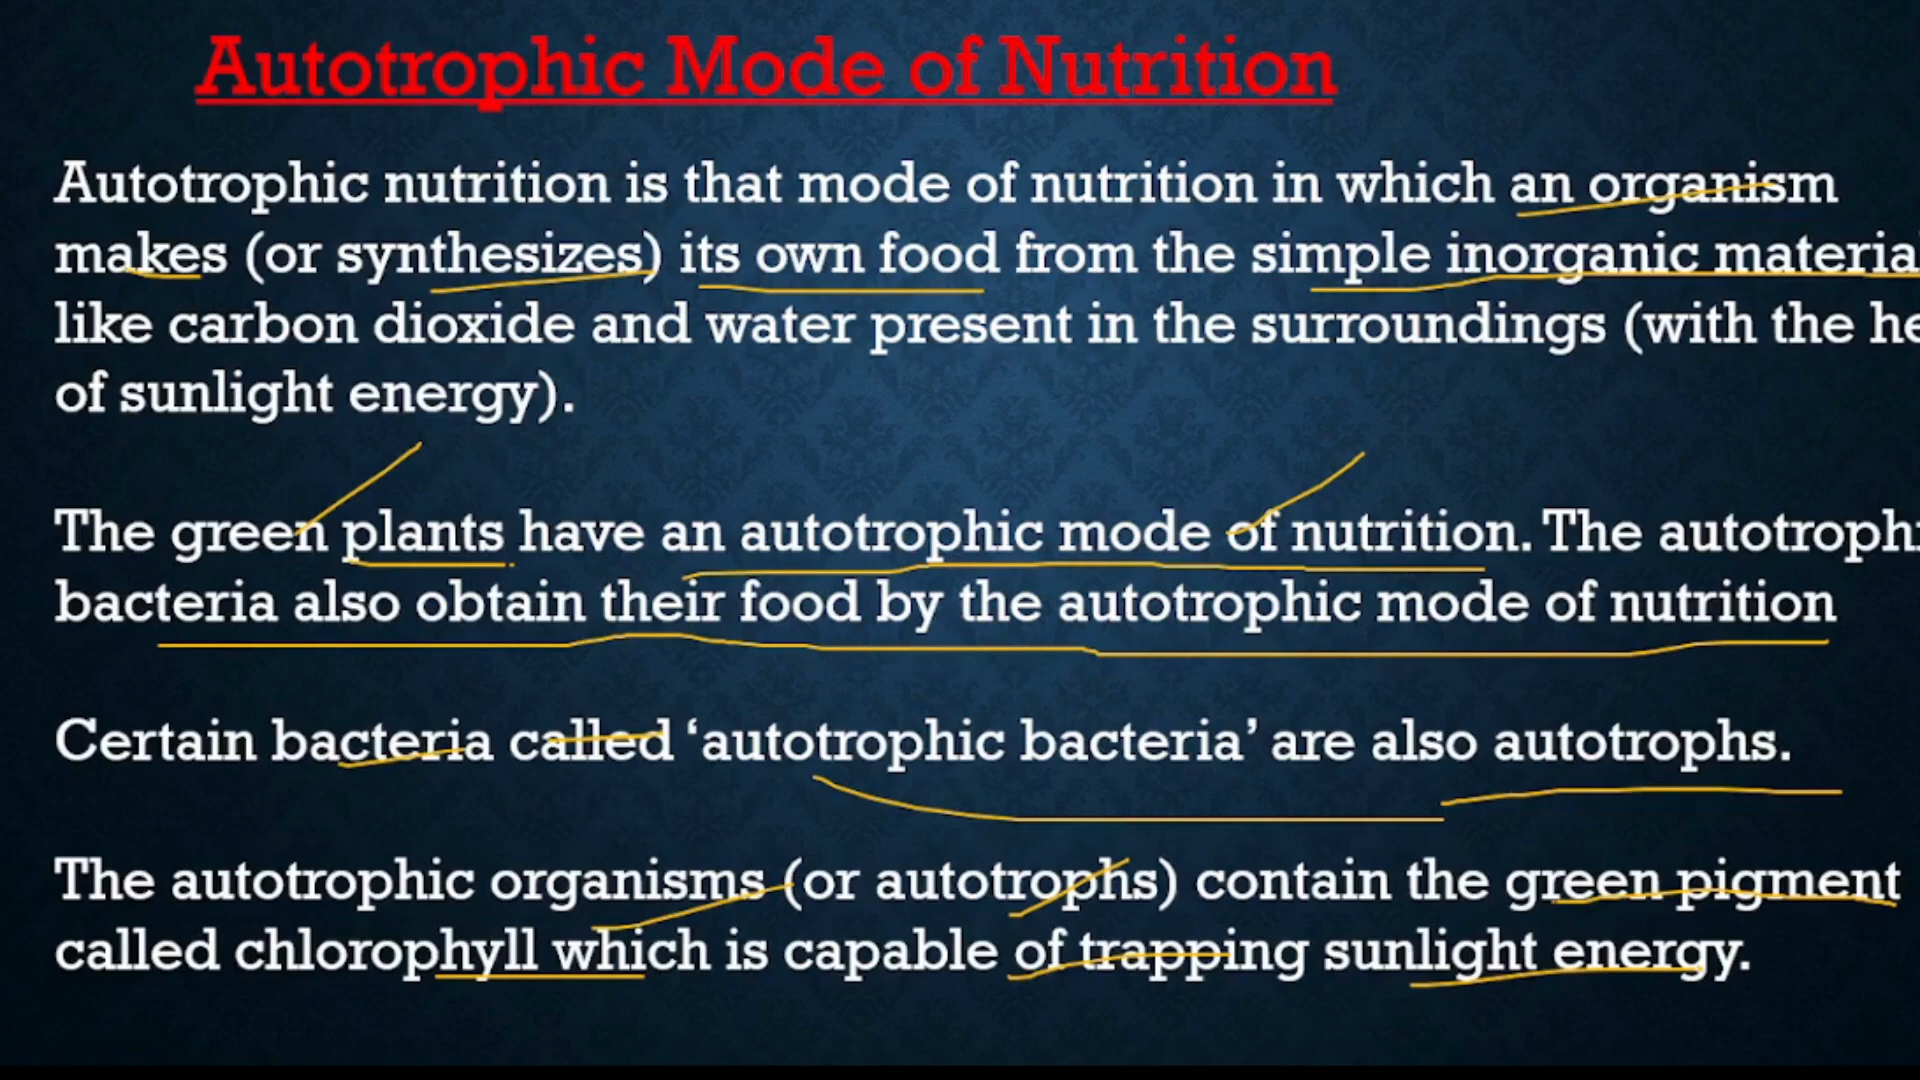 Autotrophic Mode of Nutrition
Autotrophic nutrition is that mode of nutrition in which an organism
makes (or synthesizes) its own food from the simple inorganic materia
like carbon dioxide and water present in the surroundings (with the he
of sunlight energy).
The green plants have an autotrophic mode of nutrition. The autotrophi
bacteria also obtain their food by the autotrophic mode of nutrition
Certain bacteria called ‘autotrophic bacteria’ are also autotrophs.
The autotrophic organisms (or autotrophs) contain the green pigment
called chlorophyll which is capable of trapping sunlight energy.